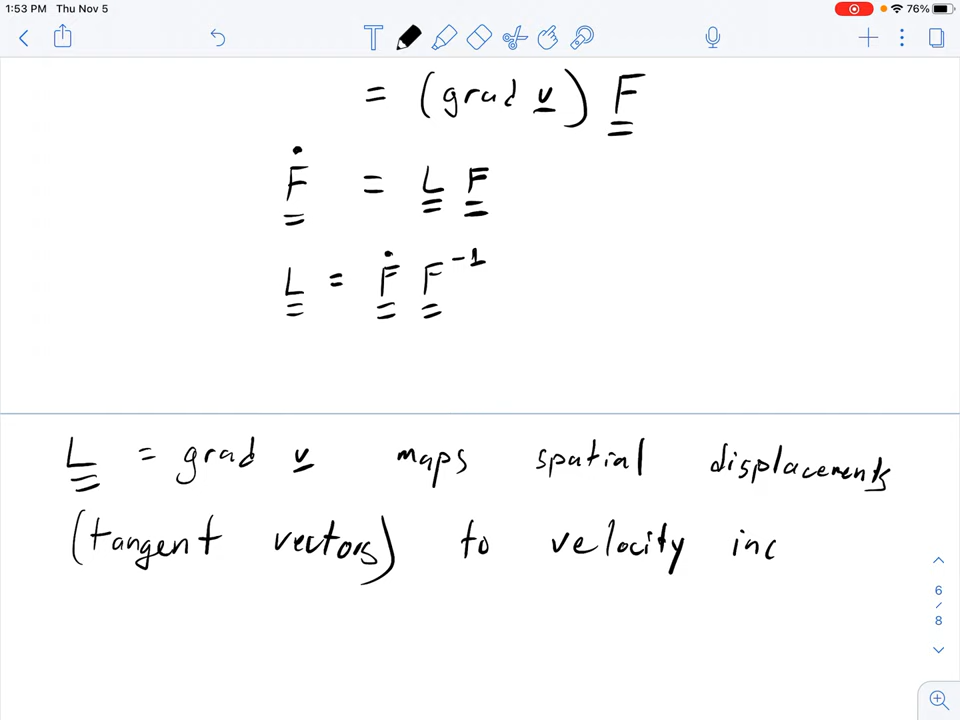 1:53 PM Thu Nov 5
76%
= (grad v) F
Ḟ = L F
L = Ḟ F⁻¹
L = grad v maps spatial displacements
(tangent vectors) to velocity inc
6
/
8